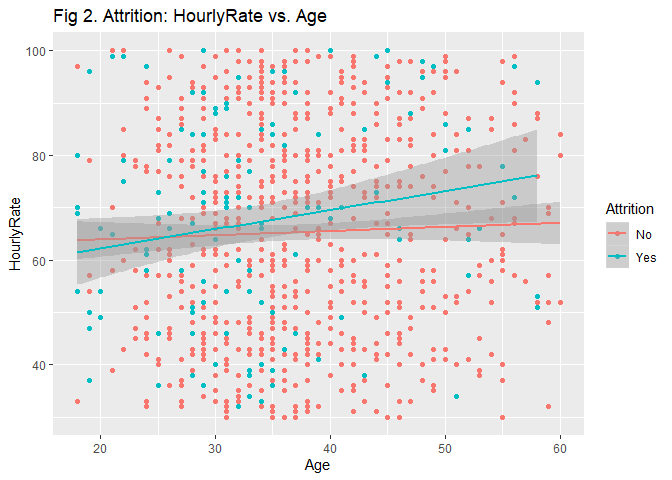 Fig 2. Attrition: HourlyRate vs. Age
100
80
60
40
HourlyRate
20
30
40
50
60
Age
Attrition
No
Yes